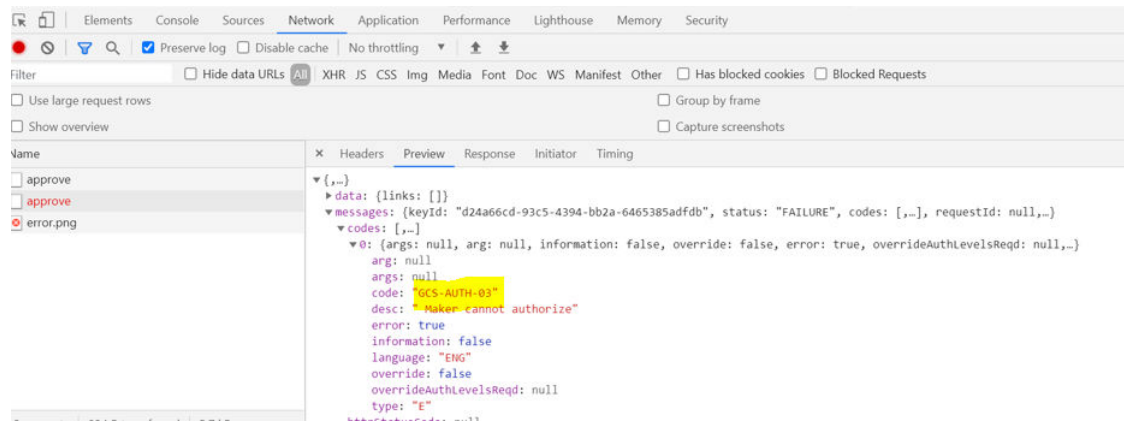 Elements Console Sources Network Application Performance Lighthouse Memory Security
Preserve log Disable cache No throttling
Filter Hide data URLs All XHR JS CSS Img Media Font Doc WS Manifest Other Has blocked cookies Blocked Requests
Use large request rows Group by frame
Show overview Capture screenshots
Name × Headers Preview Response Initiator Timing
approve
approve
error.png
▼{,…}
▶data: {links: []}
▼messages: {keyId: "d24a66cd-93c5-4394-bb2a-6465385adfdb", status: "FAILURE", codes: [,…], requestId: null,…}
▼codes: [,…]
▼0: {args: null, arg: null, information: false, override: false, error: true, overrideAuthLevelsReqd: null,…}
arg: null
args: null
code: "GCS-AUTH-03"
desc: " Maker cannot authorize"
error: true
information: false
language: "ENG"
override: false
overrideAuthLevelsReqd: null
type: "E"
httpStatusCode: null